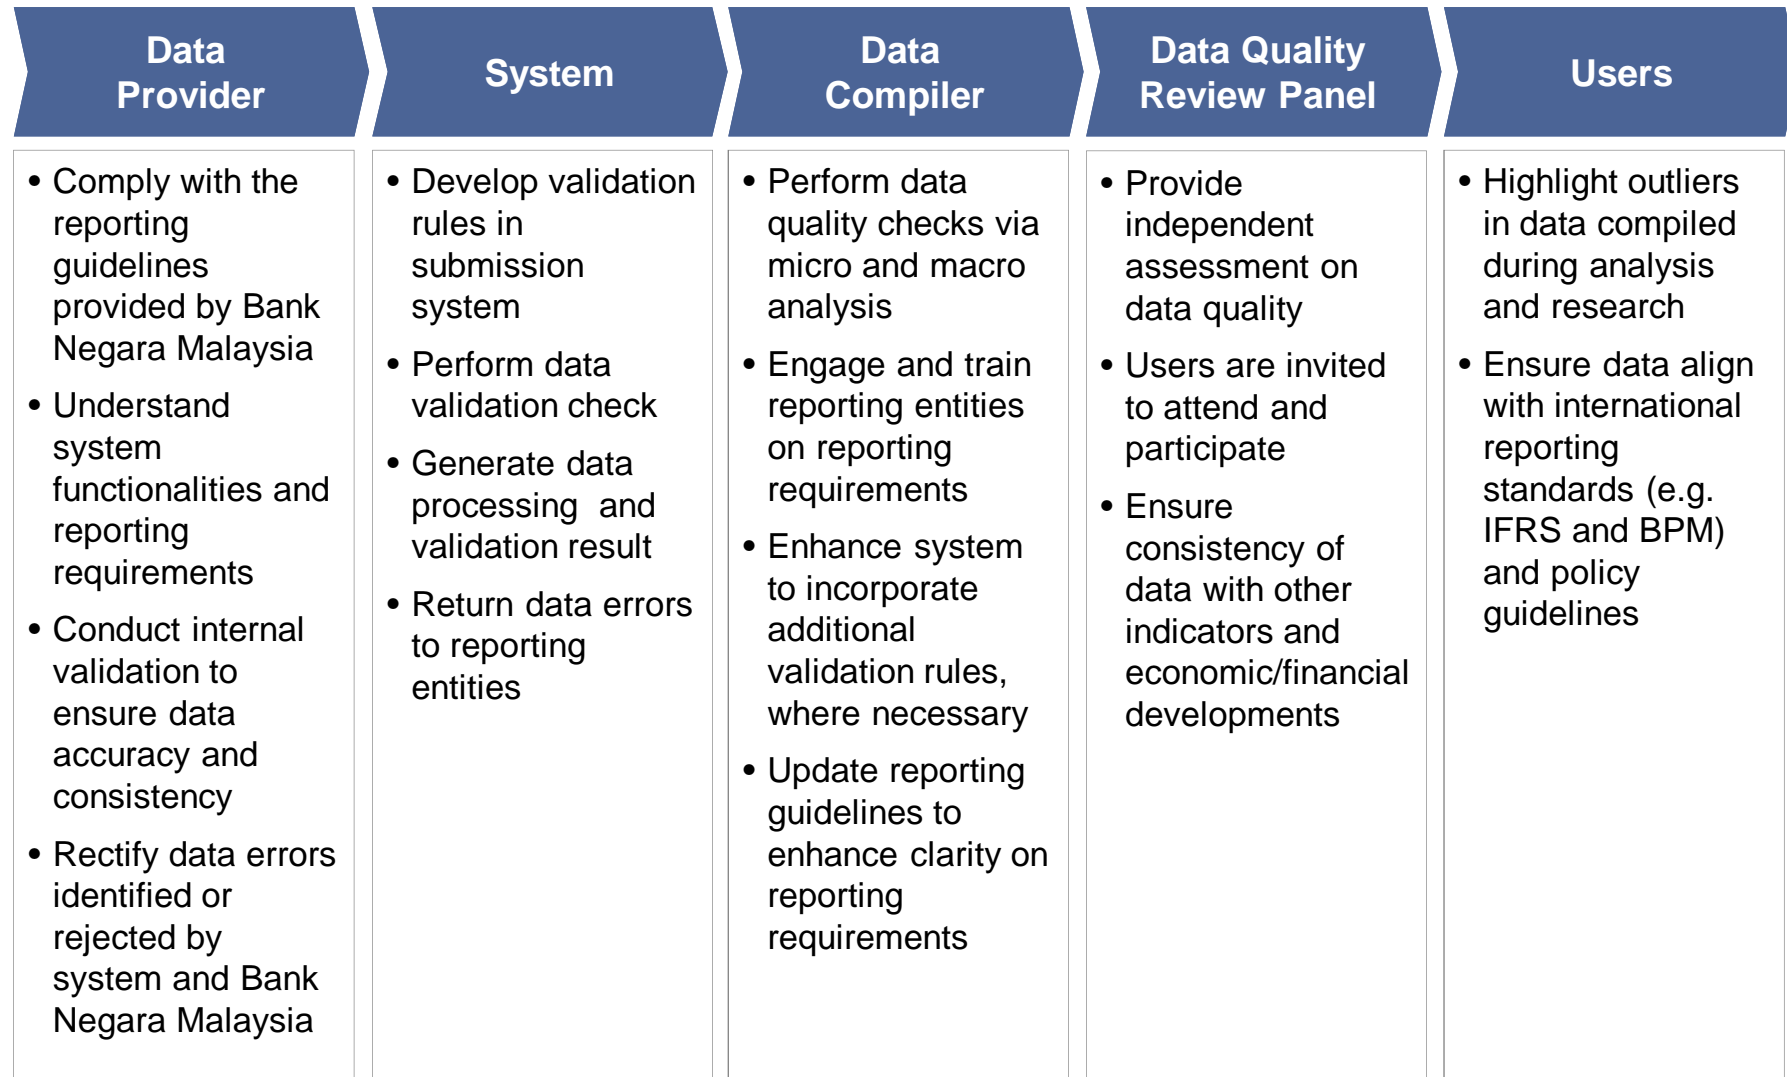 Data
Provider
System
Data
Compiler
Data Quality
Review Panel
Users
• Comply with the
reporting
guidelines
provided by Bank
Negara Malaysia
• Understand
system
functionalities and
reporting
requirements
• Conduct internal
validation to
ensure data
accuracy and
consistency
• Rectify data errors
identified or
rejected by
system and Bank
Negara Malaysia
• Develop validation
rules in
submission
system
• Perform data
validation check
• Generate data
processing and
validation result
• Return data errors
to reporting
entities
• Perform data
quality checks via
micro and macro
analysis
• Engage and train
reporting entities
on reporting
requirements
• Enhance system
to incorporate
additional
validation rules,
where necessary
• Update reporting
guidelines to
enhance clarity on
reporting
requirements
• Provide
independent
assessment on
data quality
• Users are invited
to attend and
participate
• Ensure
consistency of
data with other
indicators and
economic/financial
developments
• Highlight outliers
in data compiled
during analysis
and research
• Ensure data align
with international
reporting
standards (e.g.
IFRS and BPM)
and policy
guidelines